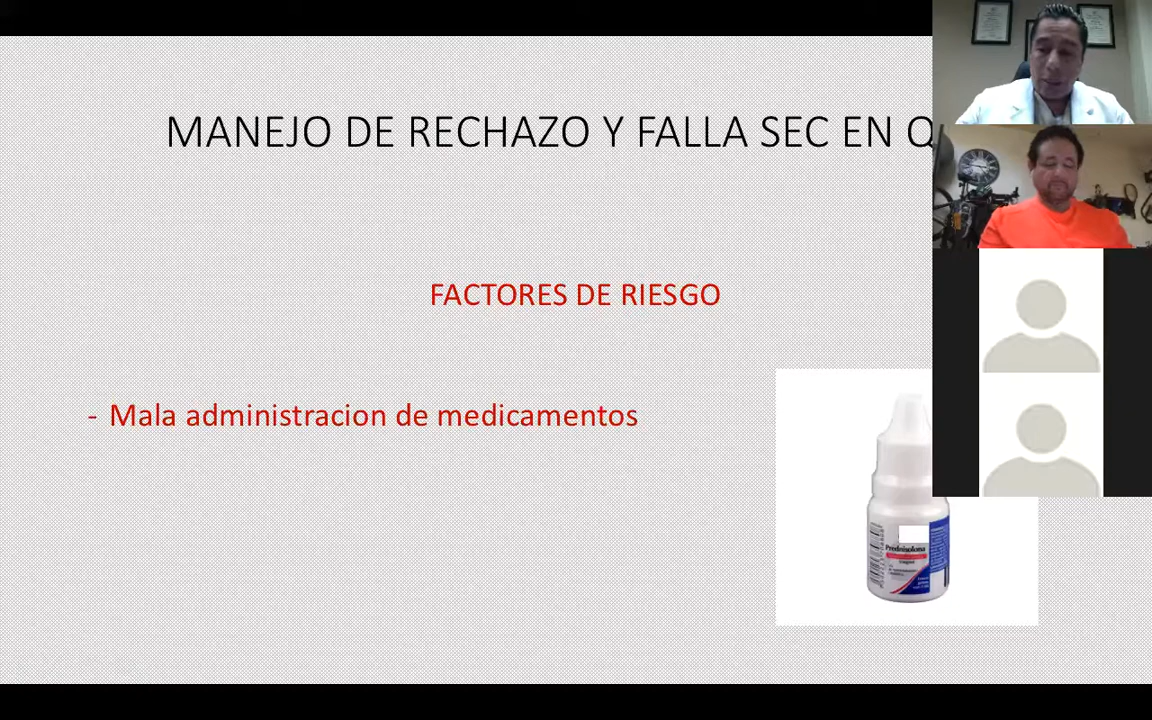 MANEJO DE RECHAZO Y FALLA SEC EN Q
FACTORES DE RIESGO
- Mala administracion de medicamentos
Prednisolona